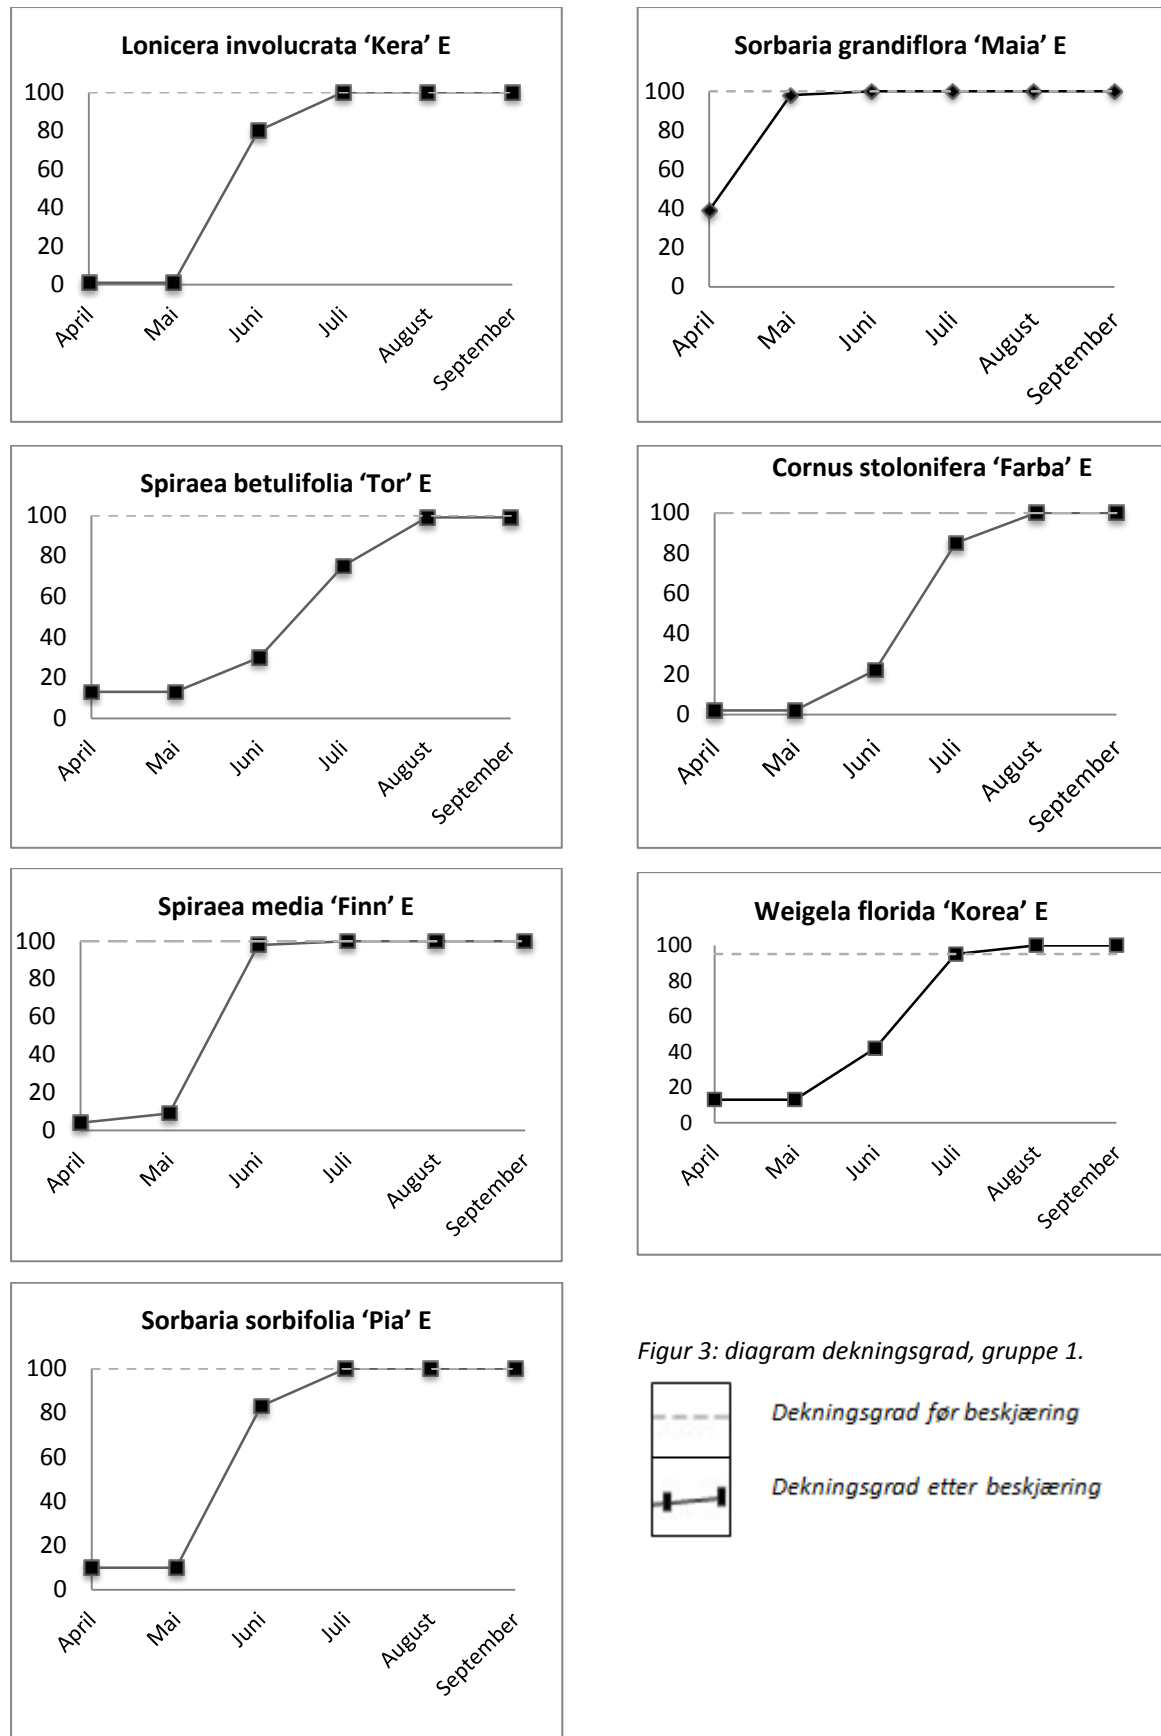 Lonicera involucrata ‘Kera’ E
100
80
60
40
20
0
April
Mai
Juni
Juli
August
September
Sorbaria grandiflora ‘Maia’ E
100
80
60
40
20
0
April
Mai
Juni
Juli
August
September
Spiraea betulifolia ‘Tor’ E
100
80
60
40
20
0
April
Mai
Juni
Juli
August
September
Cornus stolonifera ‘Farba’ E
100
80
60
40
20
0
April
Mai
Juni
Juli
August
September
Spiraea media ‘Finn’ E
100
80
60
40
20
0
April
Mai
Juni
Juli
August
September
Weigela florida ‘Korea’ E
100
80
60
40
20
0
April
Mai
Juni
Juli
August
September
Sorbaria sorbifolia ‘Pia’ E
100
80
60
40
20
0
April
Mai
Juni
Juli
August
September
Figur 3: diagram dekningsgrad, gruppe 1.
Dekningsgrad før beskjæring
Dekningsgrad etter beskjæring